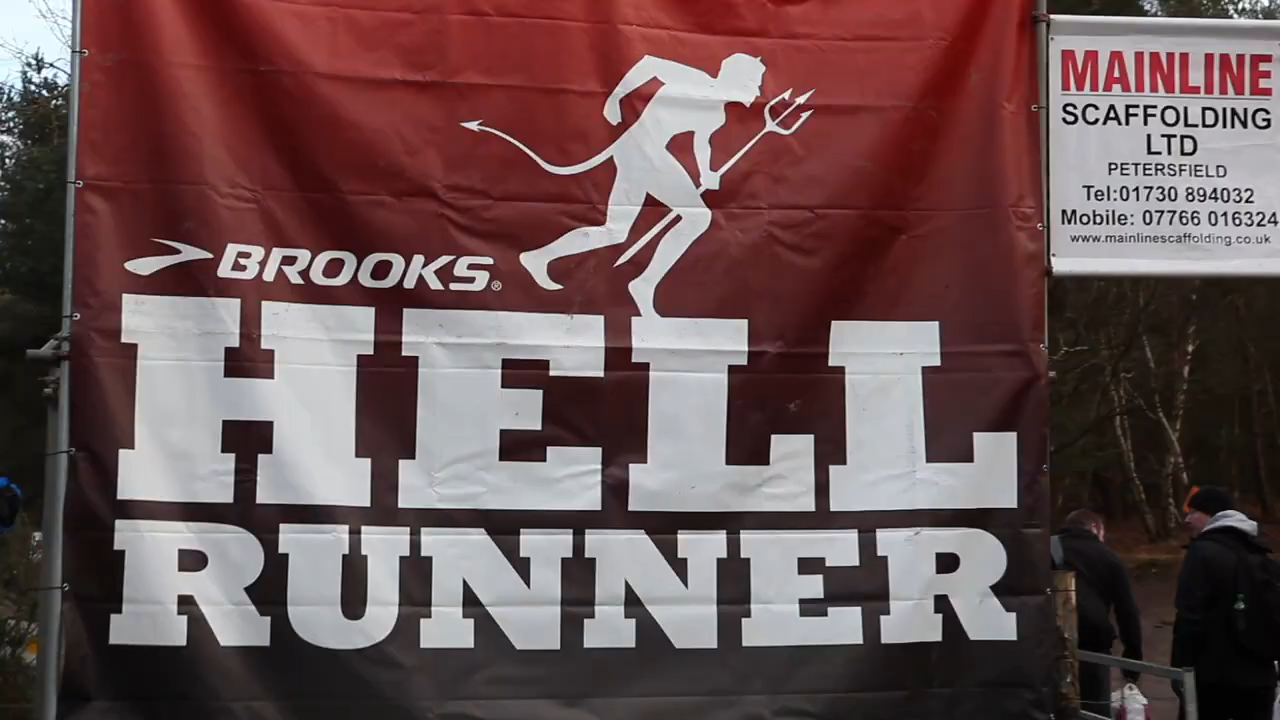 BROOKS®
HELL
RUNNER
MAINLINE
SCAFFOLDING
LTD
PETERSFIELD
Tel:01730 894032
Mobile: 07766 016324
www.mainlinescaffolding.co.uk